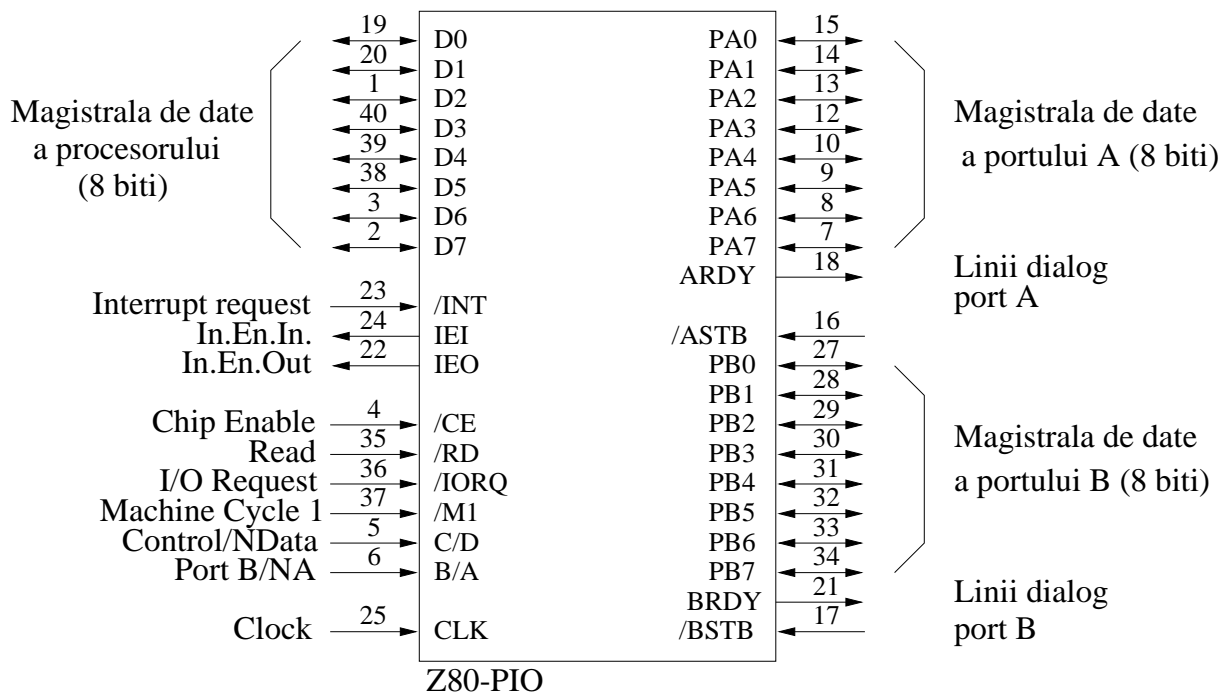 19 D0 PA0 15
20 D1 PA1 14
1 D2 PA2 13
Magistrala de date
a procesorului
(8 biti)
40 D3 PA3 12
39 D4 PA4 10
38 D5 PA5 9
3 D6 PA6 8
2 D7 PA7 7
Magistrala de date
a portului A (8 biti)
ARDY 18
Linii dialog
port A
Interrupt request 23 /INT
In.En.In. 24 IEI /ASTB 16
In.En.Out 22 IEO PB0 27
PB1 28
Chip Enable 4 /CE PB2 29
Read 35 /RD PB3 30
I/O Request 36 /IORQ PB4 31
Machine Cycle 1 37 /M1 PB5 32
Control/NData 5 C/D PB6 33
Port B/NA 6 B/A PB7 34
Magistrala de date
a portului B (8 biti)
BRDY 21
Clock 25 CLK /BSTB 17
Linii dialog
port B
Z80-PIO